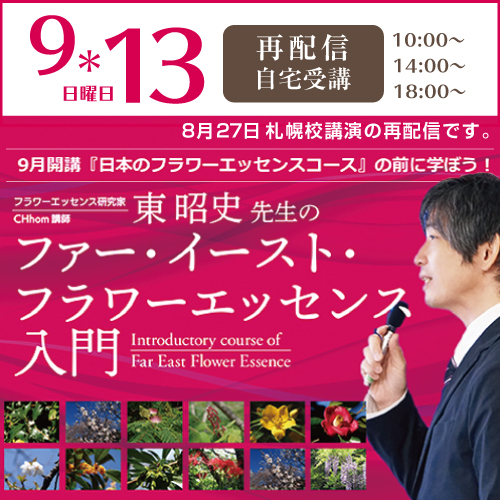 9*13
日曜日
再配信
自宅受講
10:00～
14:00～
18:00～
8月27日 札幌校講演の再配信です。
9月開講『日本のフラワーエッセンスコース』の前に学ぼう！
フラワーエッセンス研究家
CHhom 講師
東 昭史 先生の
ファー・イースト・
フラワーエッセンス
入門
Introductory course of
Far East Flower Essence